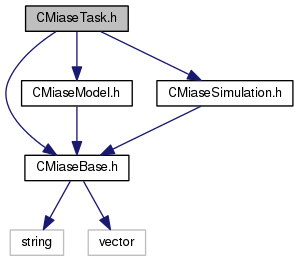 CMiaseTask.h
CMiaseModel.h
CMiaseSimulation.h
CMiaseBase.h
string
vector